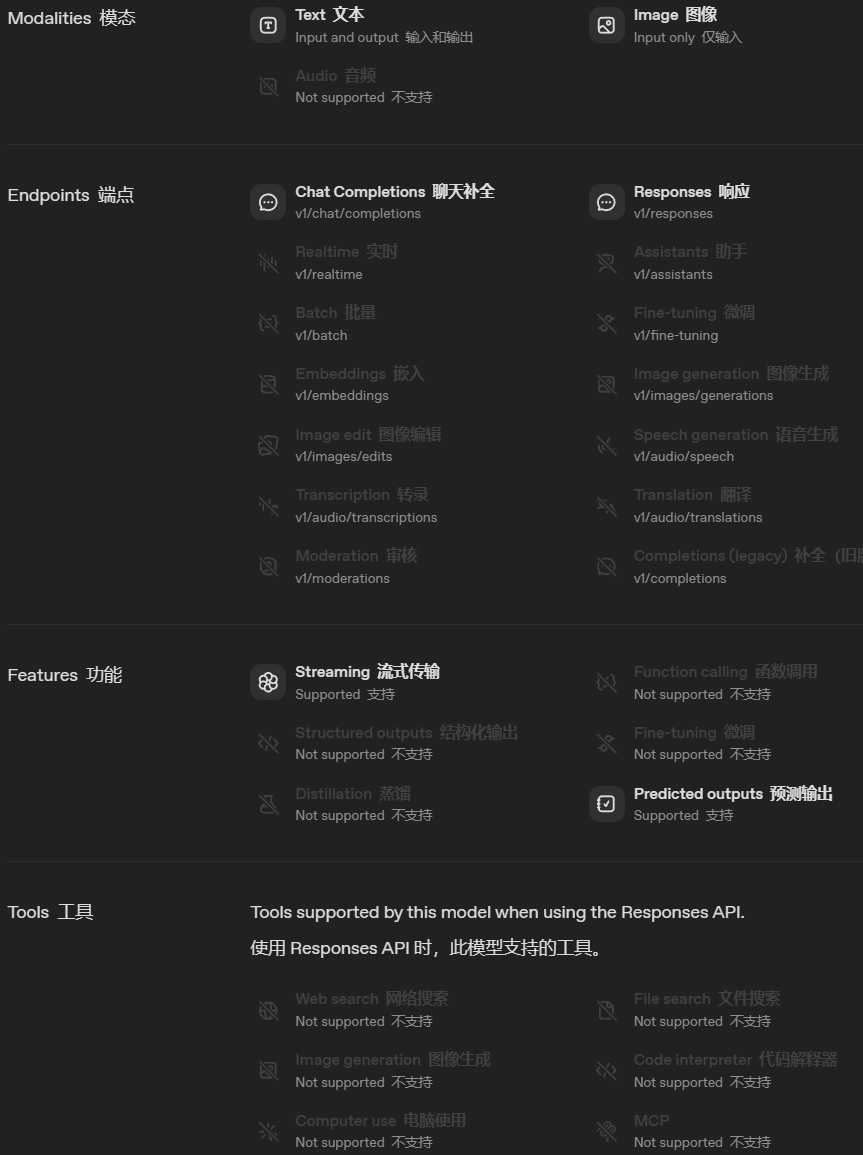 Modalities 模态
Text 文本
Input and output 输入和输出
Image 图像
Input only 仅输入
Audio 音频
Not supported 不支持
Endpoints 端点
Chat Completions 聊天补全
v1/chat/completions
Responses 响应
v1/responses
Realtime 实时
v1/realtime
Assistants 助手
v1/assistants
Batch 批量
v1/batch
Fine-tuning 微调
v1/fine-tuning
Embeddings 嵌入
v1/embeddings
Image generation 图像生成
v1/images/generations
Image edit 图像编辑
v1/images/edits
Speech generation 语音生成
v1/audio/speech
Transcription 转录
v1/audio/transcriptions
Translation 翻译
v1/audio/translations
Moderation 审核
v1/moderations
Completions (legacy) 补全（旧
v1/completions
Features 功能
Streaming 流式传输
Supported 支持
Function calling 函数调用
Not supported 不支持
Structured outputs 结构化输出
Not supported 不支持
Fine-tuning 微调
Not supported 不支持
Distillation 蒸馏
Not supported 不支持
Predicted outputs 预测输出
Supported 支持
Tools 工具
Tools supported by this model when using the Responses API.
使用 Responses API 时，此模型支持的工具。
Web search 网络搜索
Not supported 不支持
File search 文件搜索
Not supported 不支持
Image generation 图像生成
Not supported 不支持
Code interpreter 代码解释器
Not supported 不支持
Computer use 电脑使用
Not supported 不支持
MCP
Not supported 不支持